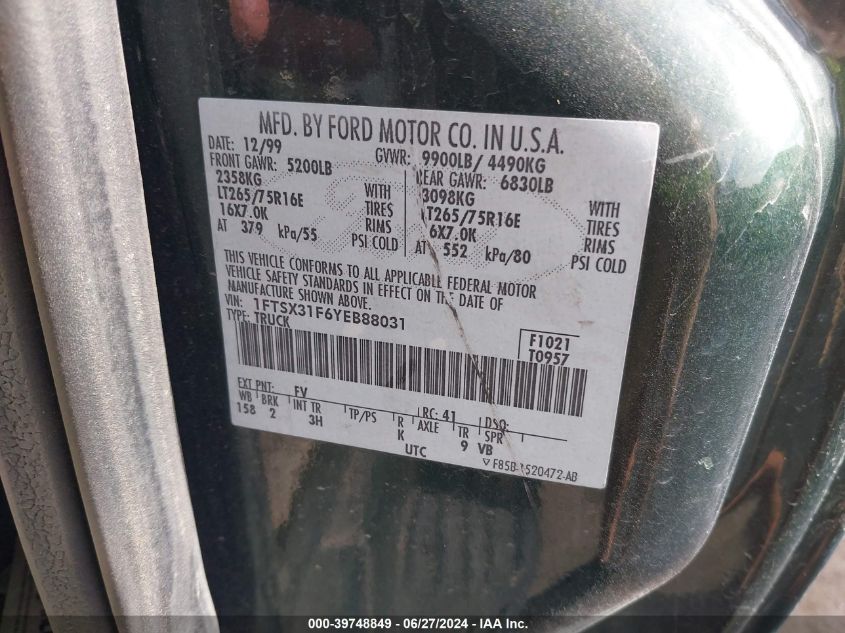 MFD. BY FORD MOTOR CO. IN U.S.A.
DATE: 12/99 GVWR: 9900LB/ 4490KG
FRONT GAWR: 5200LB REAR GAWR: 6830LB
2358KG WITH 3098KG WITH
LT265/75R16E TIRES LT265/75R16E TIRES
16X7.0K RIMS 6X7.0K RIMS
AT 379 kPa/55 PSI COLD AT 552 kPa/80 PSI COLD
THIS VEHICLE CONFORMS TO ALL APPLICABLE FEDERAL MOTOR
VEHICLE SAFETY STANDARDS IN EFFECT ON THE DATE OF
MANUFACTURE SHOWN ABOVE.
VIN: 1FTSX31F6YEB88031
TYPE: TRUCK
F1021
T0957
EXT PNT: FV RC: 41 DSO:
WB BRK INT TR TP/PS R AXLE TR SPR
158 2 3H K 9 VB
UTC
F85B- 1520472-AB
000-39748849 - 06/27/2024 - IAAI.com